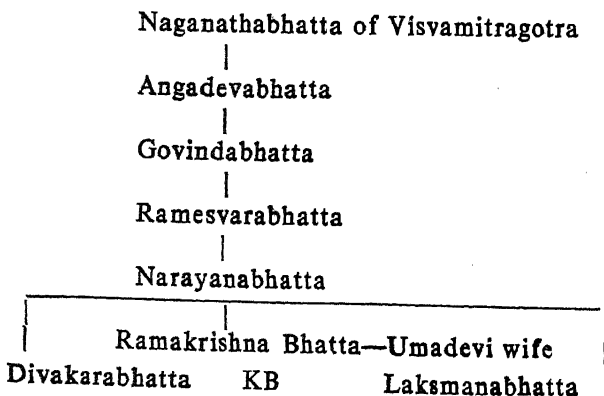 Naganathabhatta of Visvamitragotra
Angadevabhatta
Govindabhatta
Ramesvarabhatta
Narayanabhatta
Ramakrishna Bhatta—Umadevi wife
Divakarabhatta KB Laksmanabhatta